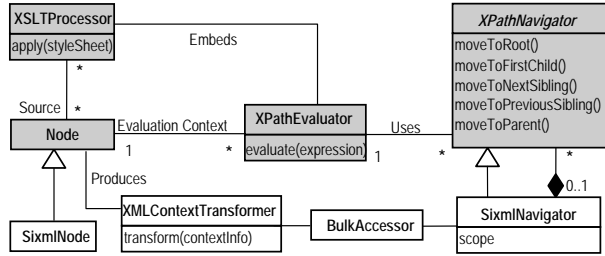 XSLTProcessor
apply(styleSheet)
Embeds
XPathNavigator
moveToRoot()
moveToFirstChild()
moveToNextSibling()
moveToPreviousSibling()
moveToParent()
*
Source
*
Node
Evaluation Context
1
*
XPathEvaluator
evaluate(expression)
Uses
1
*
*
0..1
Produces
SixmlNode
XMLContextTransformer
transform(contextInfo)
BulkAccessor
SixmlNavigator
scope